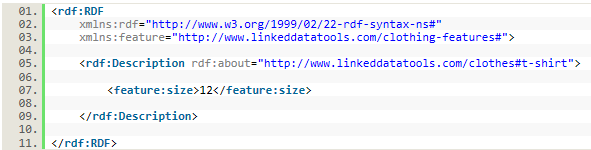 01. <rdf:RDF
02. xmlns:rdf="http://www.w3.org/1999/02/22-rdf-syntax-ns#"
03. xmlns:feature="http://www.linkeddatatools.com/clothing-features#">
04.
05. <rdf:Description rdf:about="http://www.linkeddatatools.com/clothes#t-shirt">
06.
07. <feature:size>12</feature:size>
08.
09. </rdf:Description>
10.
11. </rdf:RDF>